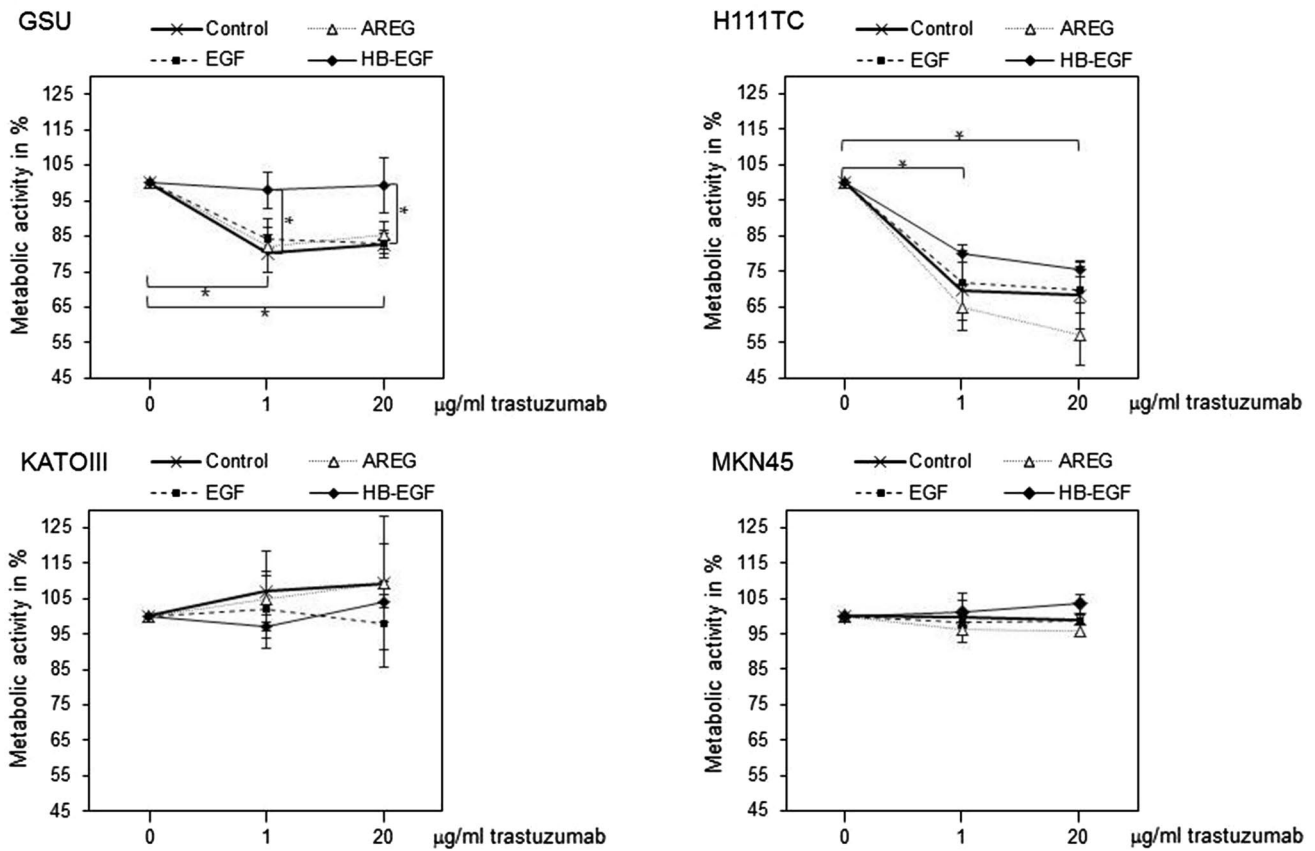 GSU
Control
AREG
EGF
HB-EGF
Metabolic activity in %
125
115
105
95
85
75
65
55
45
*
*
*
*
0
1
20
µg/ml trastuzumab
H111TC
Control
AREG
EGF
HB-EGF
Metabolic activity in %
125
115
105
95
85
75
65
55
45
*
*
0
1
20
µg/ml trastuzumab
KATOIII
Control
AREG
EGF
HB-EGF
Metabolic activity in %
125
115
105
95
85
75
65
55
45
0
1
20
µg/ml trastuzumab
MKN45
Control
AREG
EGF
HB-EGF
Metabolic activity in %
125
115
105
95
85
75
65
55
45
0
1
20
µg/ml trastuzumab